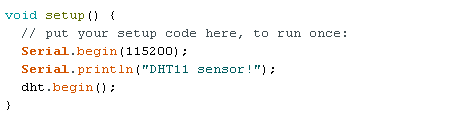 void setup() {
  // put your setup code here, to run once:
  Serial.begin(115200);
  Serial.println("DHT11 sensor!");
  dht.begin();
}